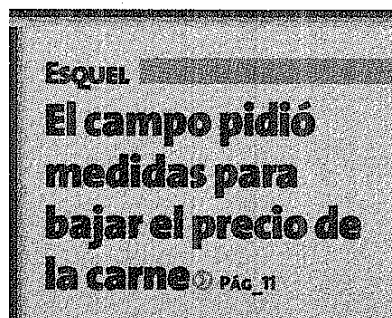 ESQUEL
El campo pidió
medidas para
bajar el precio de
la carne PÁG_11